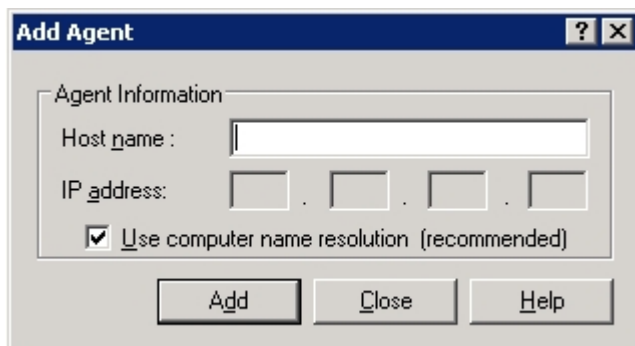 Add Agent
Agent Information
Host name :
IP address:
. . .
Use computer name resolution (recommended)
Add Close Help